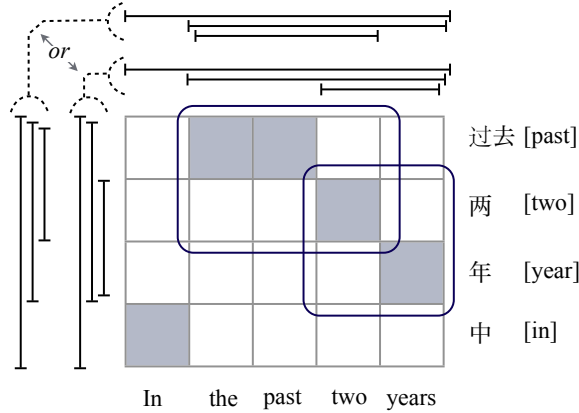 or
过去 [past]
两 [two]
年 [year]
中 [in]
In the past two years